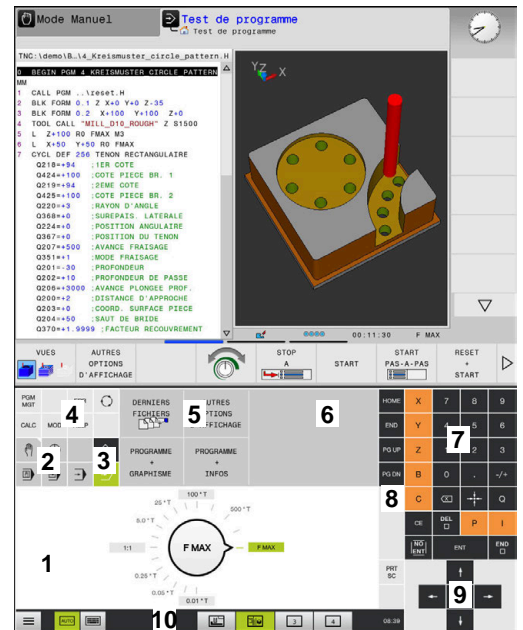 Mode Manuel
Test de programme
Test de programme
TNC:\demo\B…\4_Kreismuster_circle_pattern.H
0 BEGIN PGM 4_KREISMUSTER_CIRCLE_PATTERN
MM
1 CALL PGM ..\reset.H
2 BLK FORM 0.1 Z X+0 Y+0 Z-35
3 BLK FORM 0.2 X+100 Y+100 Z+0
4 TOOL CALL "MILL_D10_ROUGH" Z S1500
5 L Z+100 R0 FMAX M3
6 L X+50 Y+50 R0 FMAX
7 CYCL DEF 256 TENON RECTANGULAIRE
Q218=+94 ;1ER COTE
Q424=+100 ;COTE PIECE BR. 1
Q219=+94 ;2EME COTE
Q425=+100 ;COTE PIECE BR. 2
Q220=+3 ;RAYON D'ANGLE
Q368=+0 ;SUREPAIS. LATERALE
Q224=+0 ;POSITION ANGULAIRE
Q367=+0 ;POSITION DU TENON
Q207=+500 ;AVANCE FRAISAGE
Q351=+1 ;MODE FRAISAGE
Q201=-30 ;PROFONDEUR
Q202=+10 ;PROFONDEUR DE PASSE
Q206=+3000 ;AVANCE PLONGEE PROF.
Q200=+2 ;DISTANCE D'APPROCHE
Q203=+0 ;COORD. SURFACE PIECE
Q204=+50 ;SAUT DE BRIDE
Q370=+1.9999 ;FACTEUR RECOUVREMENT
Y Z X
00:11:30 F MAX
VUES
AUTRES OPTIONS D'AFFICHAGE
STOP A
START
START PAS-A-PAS
RESET + START
PGM MGT
CALC
MOD
4
2
3
DERNIERS FICHIERS
5
PROGRAMME + GRAPHISME
PROGRAMME + INFOS
6
HOME X 7 8 9
END Y 5 6
PG UP Z 2 3
7
PG DN B 0 . -/+
8 C Q
CE DEL P I
NO ENT ENT END
PRT SC
9
1
100 °T
25 °T 500 °T
5.0 °T
1:1 F MAX F MAX
0.25 °T
0.05 °T
0.01 °T
AUTO
10
3
4
08:39